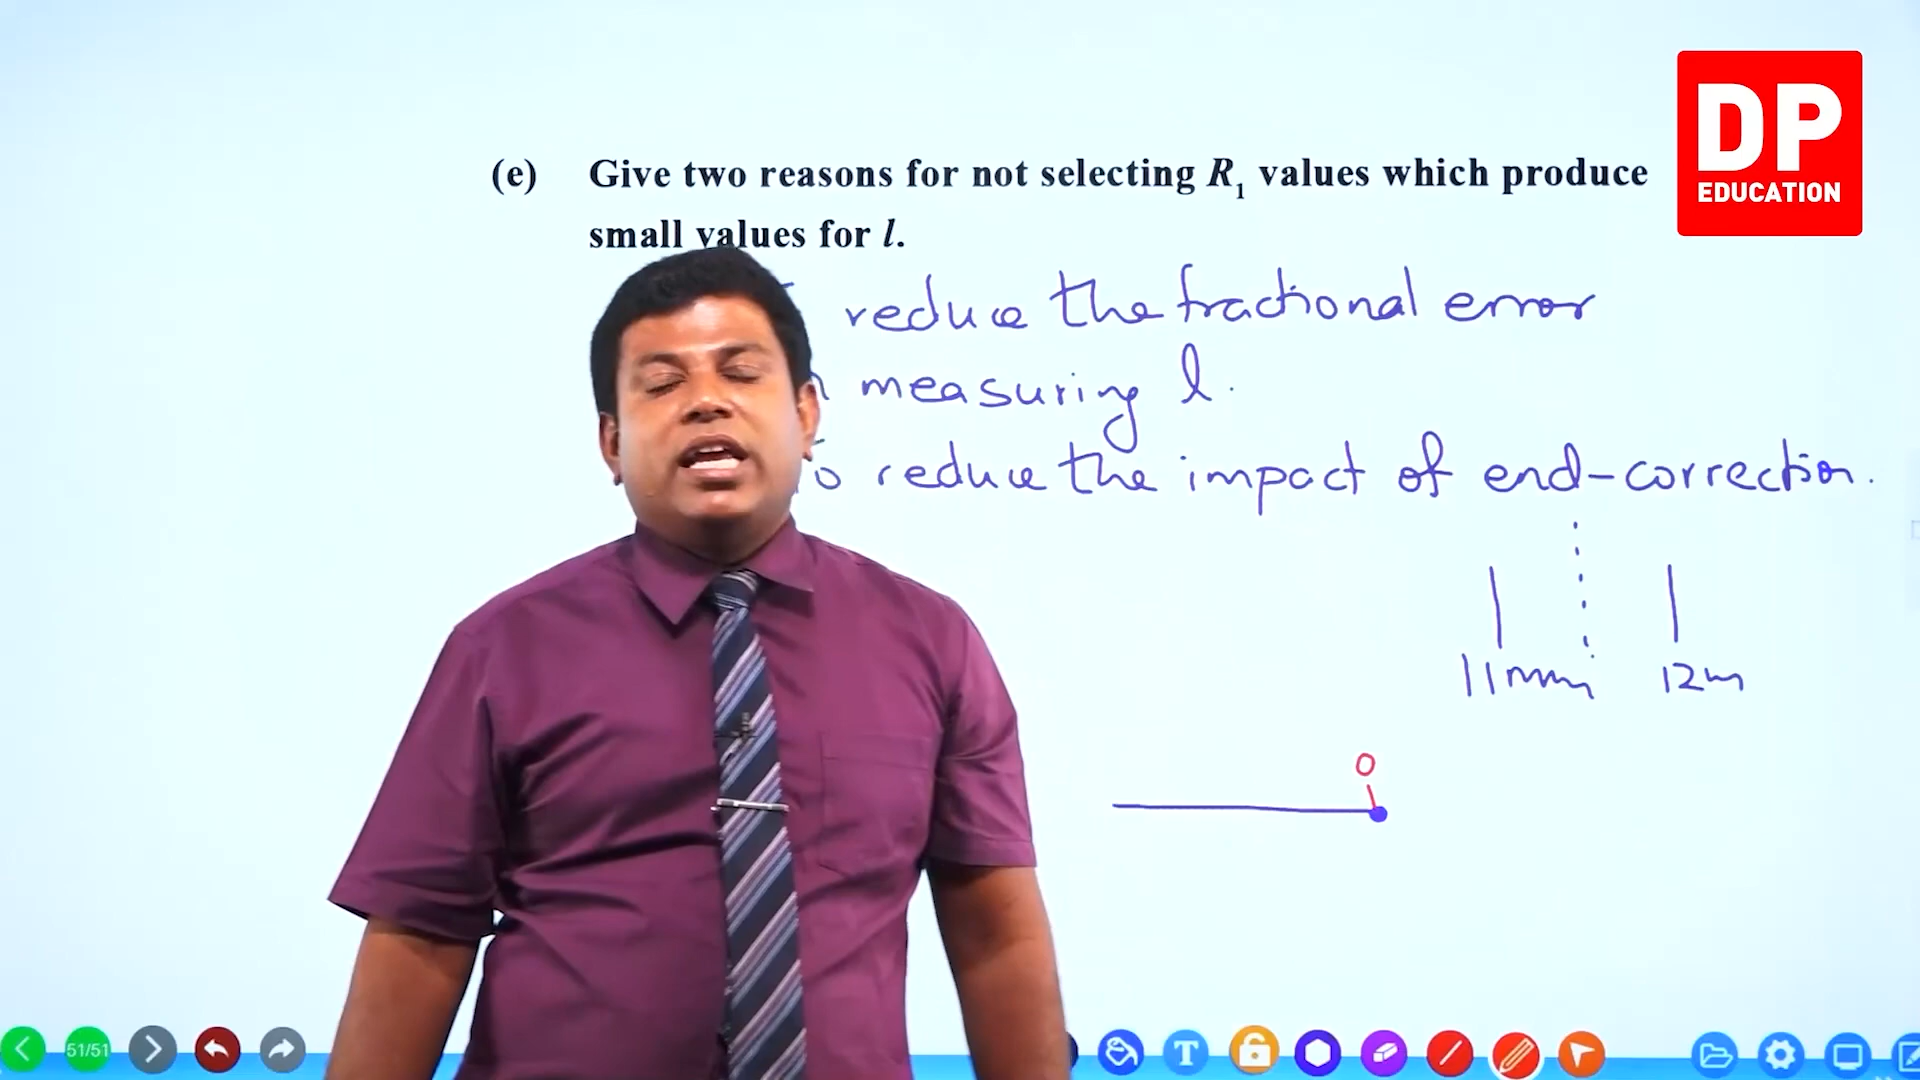 DP
EDUCATION
(e) Give two reasons for not selecting R₁ values which produce
small values for l.
reduce the fractional error
measuring l.
reduce the impact of end-correction.
11mm 12m
0
51/51
T